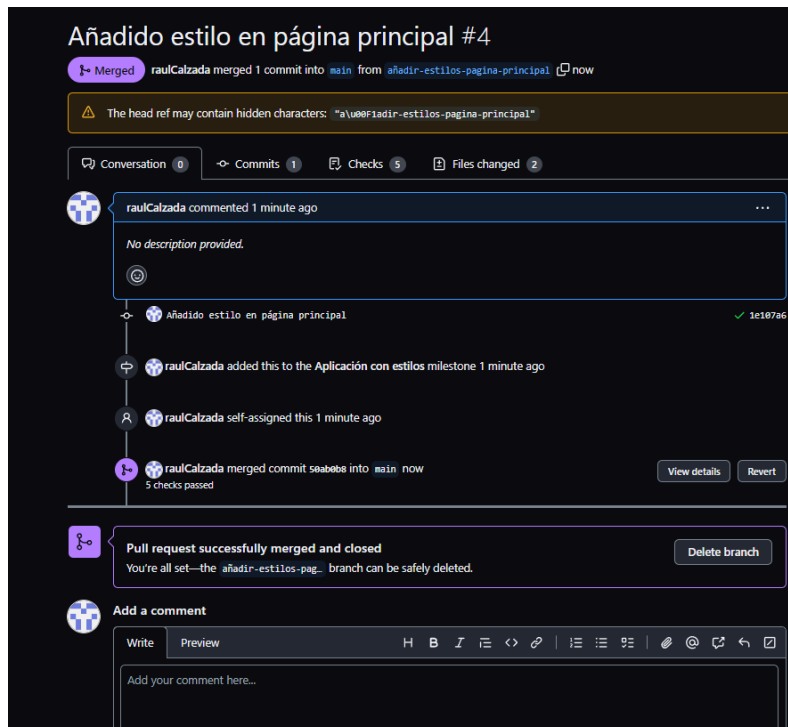 Añadido estilo en página principal #4
Merged raulCalzada merged 1 commit into main from añadir-estilos-pagina-principal now
The head ref may contain hidden characters: "a\u00F1adir-estilos-pagina-principal"
Conversation 0 Commits 1 Checks 5 Files changed 2
raulCalzada commented 1 minute ago ...
No description provided.
Añadido estilo en página principal 1e107a6
raulCalzada added this to the Aplicación con estilos milestone 1 minute ago
raulCalzada self-assigned this 1 minute ago
raulCalzada merged commit 50ab0b8 into main now View details Revert
5 checks passed
Pull request successfully merged and closed Delete branch
You're all set—the añadir-estilos-pag… branch can be safely deleted.
Add a comment
Write Preview H B I
Add your comment here...